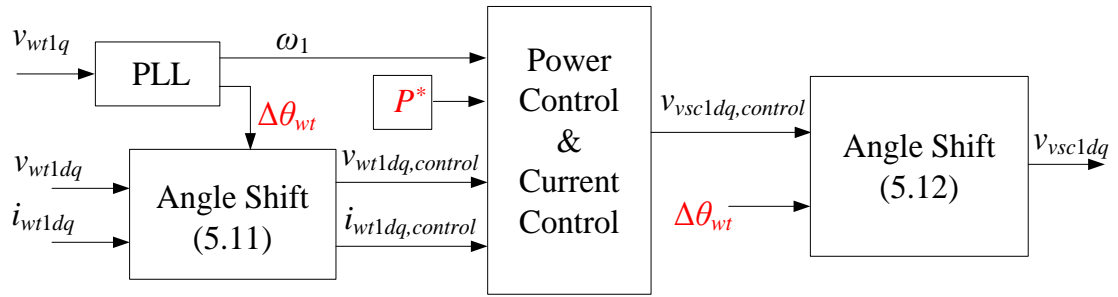 v_wt1q
PLL
ω_1
Δθ_wt
P*
v_wt1dq
i_wt1dq
Angle Shift
(5.11)
v_wt1dq,control
i_wt1dq,control
Power
Control
&
Current
Control
v_vsc1dq,control
Δθ_wt
Angle Shift
(5.12)
v_vsc1dq